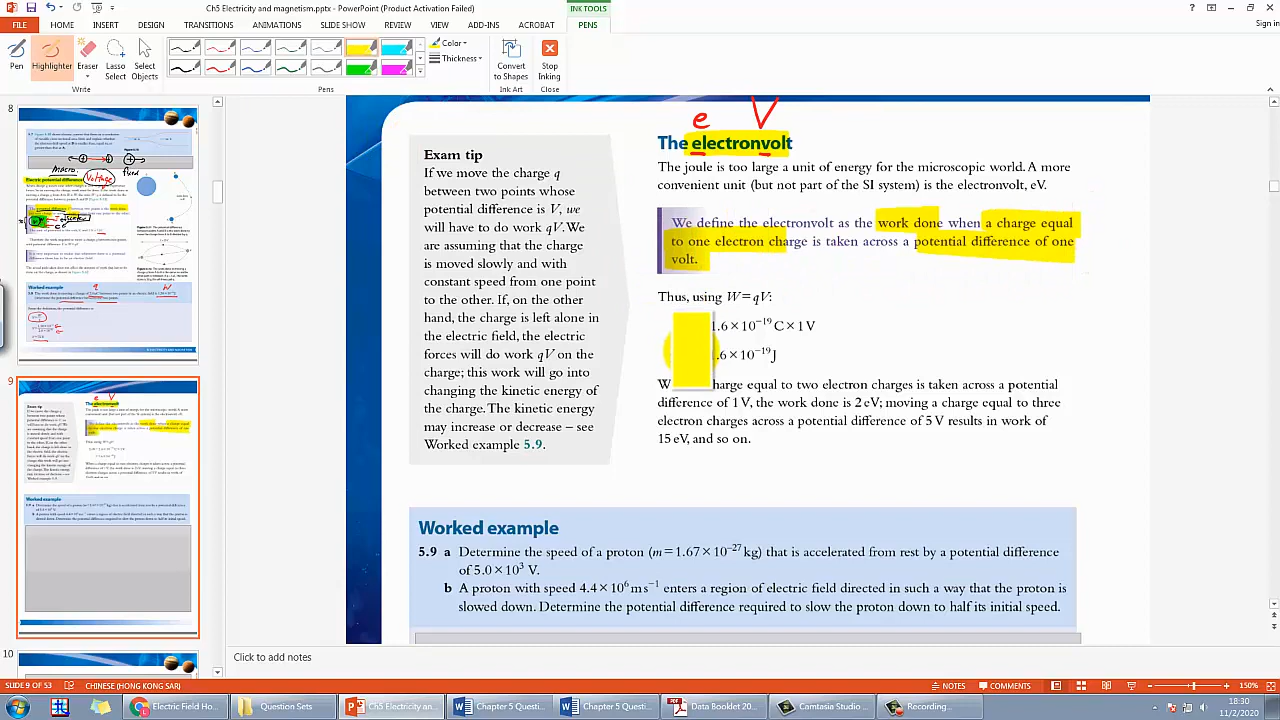 Ch5 Electricity and magnetism.pptx - PowerPoint (Product Activation Failed)
INK TOOLS
Sign in
FILE HOME INSERT DESIGN TRANSITIONS ANIMATIONS SLIDE SHOW REVIEW VIEW ADD-INS ACROBAT PENS
Pen
Highlighter
Eraser
Lasso Select
Select Objects
Color
Thickness
Convert to Shapes
Stop Inking
Write
Pens
Ink Art
Close
8
9
10
e V
The electronvolt
The joule is too large a unit of energy for the microscopic world. A more
convenient unit (but not part of the SI system) is the electronvolt, eV.
We define the electronvolt as the work done when a charge equal
to one electron charge is taken across a potential difference of one
volt.
Thus, using W = qV:
1.6 × 10⁻¹⁹ C × 1 V
.6 × 10⁻¹⁹ J
W charge equal to two electron charges is taken across a potential
difference of 1 V, the work done is 2 eV; moving a charge equal to three
electron charges across a potential difference of 5 V results in work of
15 eV, and so on.
Exam tip
If we move the charge q
between two points whose
potential difference is V, we
will have to do work qV. We
are assuming that the charge
is moved slowly and with
constant speed from one point
to the other. If, on the other
hand, the charge is left alone in
the electric field, the electric
forces will do work qV on the
charge; this work will go into
changing the kinetic energy of
the charge. The kinetic energy
may increase or decrease – see
Worked example 5.9.
Worked example
5.9 a Determine the speed of a proton (m = 1.67 × 10⁻²⁷ kg) that is accelerated from rest by a potential difference
of 5.0 × 10³ V.
b A proton with speed 4.4 × 10⁶ m s⁻¹ enters a region of electric field directed in such a way that the proton is
slowed down. Determine the potential difference required to slow the proton down to half its initial speed.
Click to add notes
SLIDE 9 OF 53 CHINESE (HONG KONG SAR) NOTES COMMENTS 150%
Electric Field Ho... Question Sets Ch5 Electricity an... Chapter 5 Questi... Chapter 5 Questi... Data Booklet 20... Camtasia Studio ... Recording...
18:30
11/2/2020